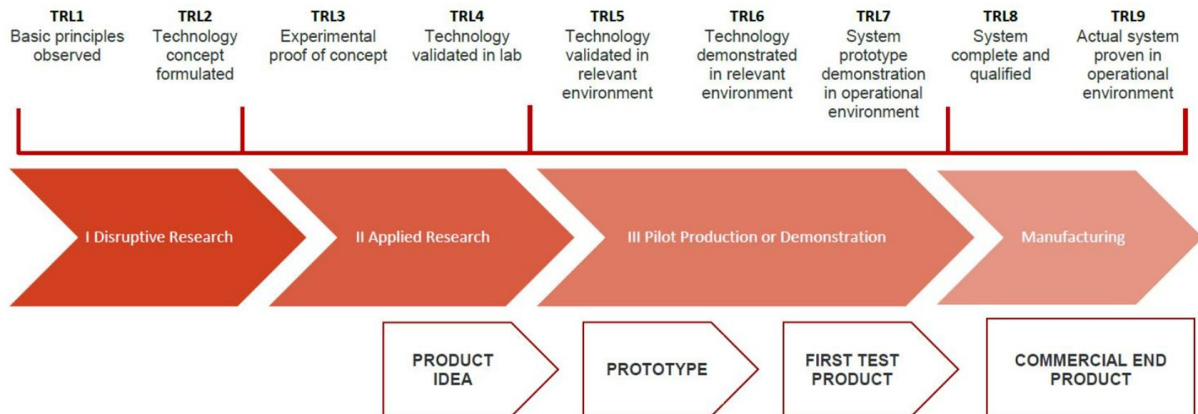 TRL1
Basic principles
observed
TRL2
Technology
concept
formulated
TRL3
Experimental
proof of concept
TRL4
Technology
validated in lab
TRL5
Technology
validated in
relevant
environment
TRL6
Technology
demonstrated
in relevant
environment
TRL7
System
prototype
demonstration
in operational
environment
TRL8
System
complete and
qualified
TRL9
Actual system
proven in
operational
environment
I Disruptive Research
II Applied Research
III Pilot Production or Demonstration
Manufacturing
PRODUCT
IDEA
PROTOTYPE
FIRST TEST
PRODUCT
COMMERCIAL END
PRODUCT